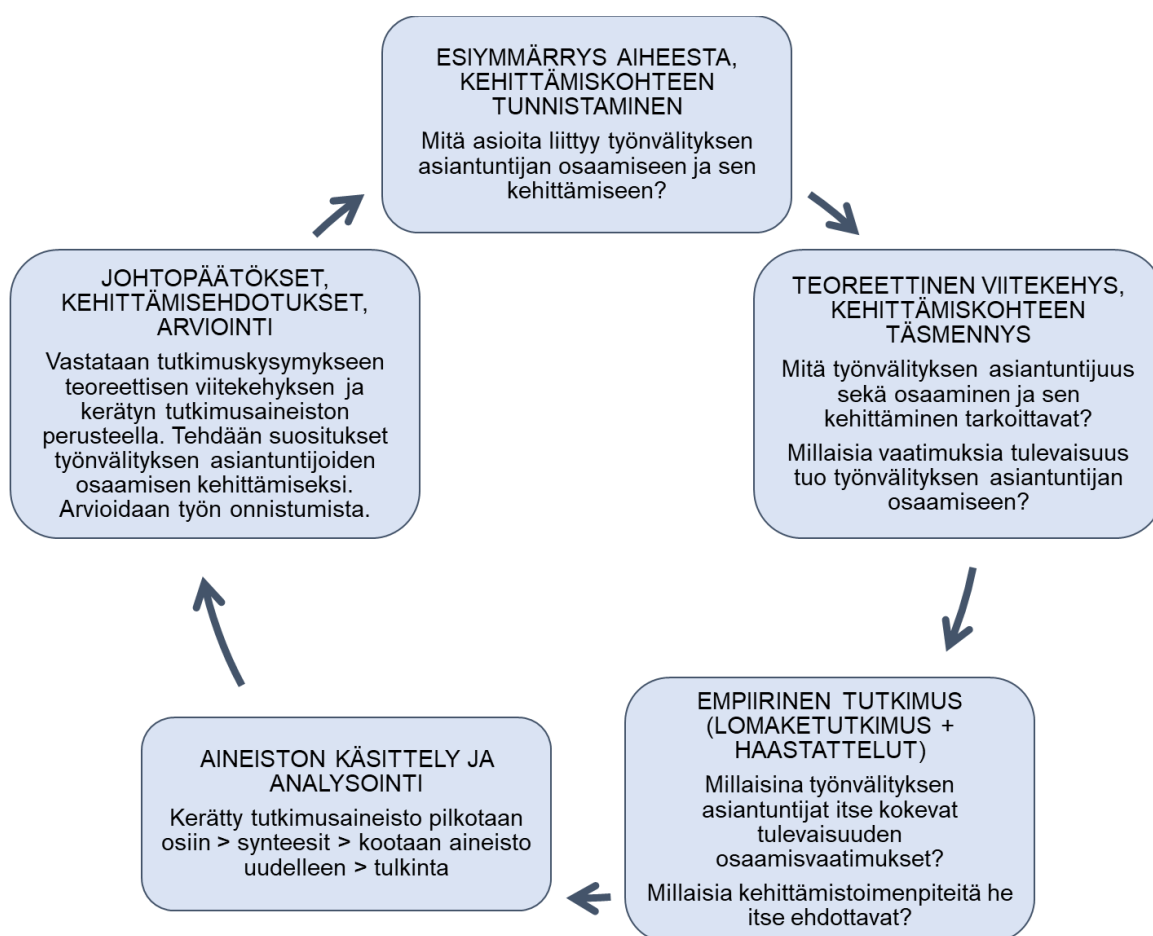 ESIYMMÄRRYS AIHEESTA,
KEHITTÄMISKOHTEEN
TUNNISTAMINEN
Mitä asioita liittyy työnvälityksen
asiantuntijan osaamiseen ja sen
kehittämiseen?
TEOREETTINEN VIITEKEHYS,
KEHITTÄMISKOHTEEN
TÄSMENNYS
Mitä työnvälityksen asiantuntijuus
sekä osaaminen ja sen
kehittäminen tarkoittavat?
Millaisia vaatimuksia tulevaisuus
tuo työnvälityksen asiantuntijan
osaamiseen?
EMPIIRINEN TUTKIMUS
(LOMAKETUTKIMUS +
HAASTATTELUT)
Millaisina työnvälityksen
asiantuntijat itse kokevat
tulevaisuuden
osaamisvaatimukset?
Millaisia kehittämistoimenpiteitä he
itse ehdottavat?
AINEISTON KÄSITTELY JA
ANALYSOINTI
Kerätty tutkimusaineisto pilkotaan
osiin > synteesit > kootaan aineisto
uudelleen > tulkinta
JOHTOPÄÄTÖKSET,
KEHITTÄMISEHDOTUKSET,
ARVIOINTI
Vastataan tutkimuskysymykseen
teoreettisen viitekehyksen ja
kerätyn tutkimusaineiston
perusteella. Tehdään suositukset
työnvälityksen asiantuntijoiden
osaamisen kehittämiseksi.
Arvioidaan työn onnistumista.